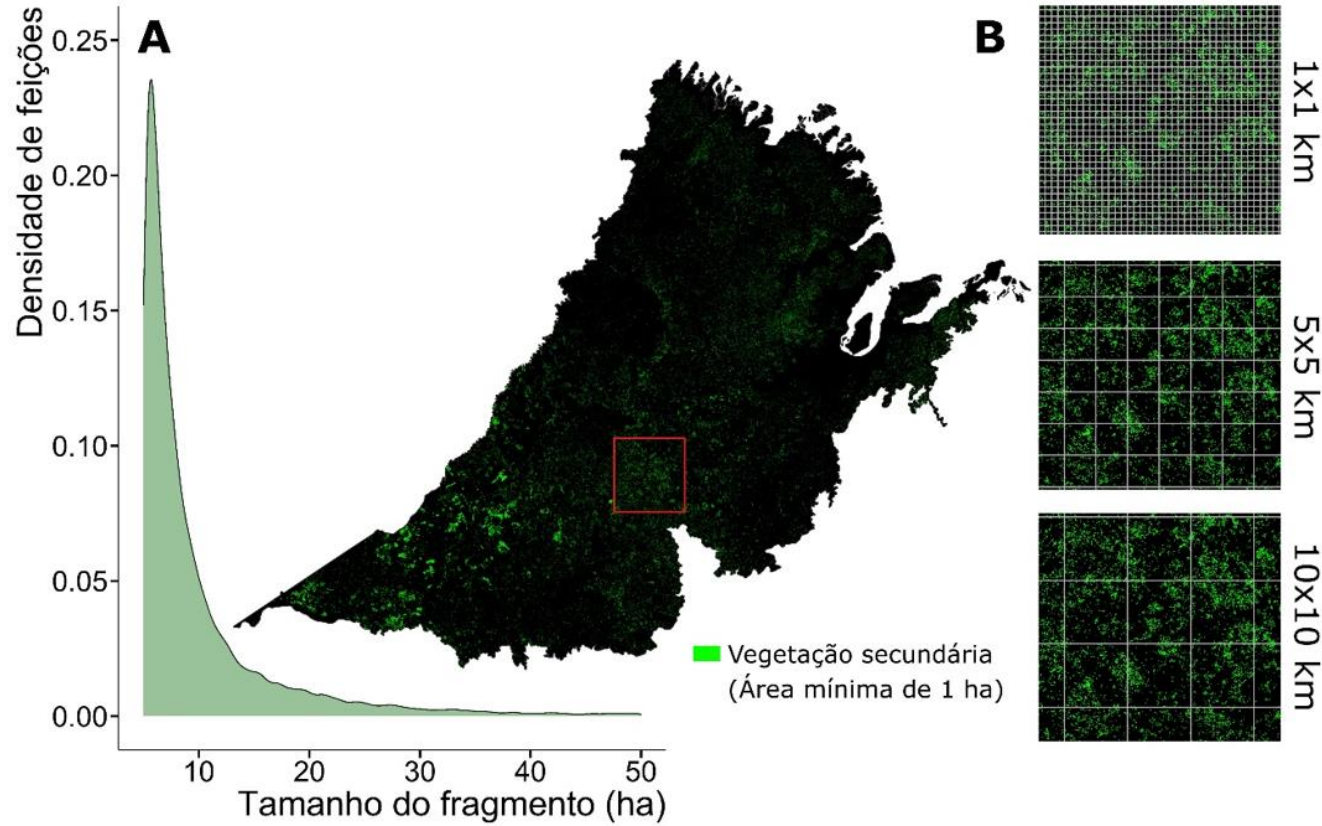 A
B
Densidade de feições
0.25
0.20
0.15
0.10
0.05
0.00
10 20 30 40 50
Tamanho do fragmento (ha)
Vegetação secundária
(Área mínima de 1 ha)
1x1 km
5x5 km
10x10 km